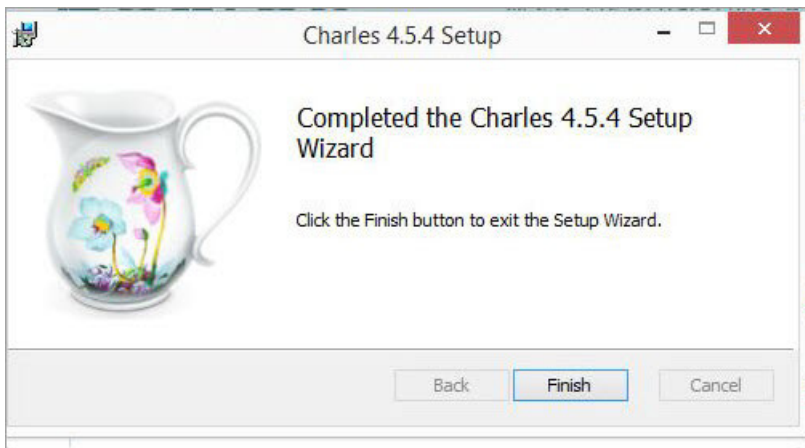 Charles 4.5.4 Setup
Completed the Charles 4.5.4 Setup
Wizard
Click the Finish button to exit the Setup Wizard.
Back
Finish
Cancel